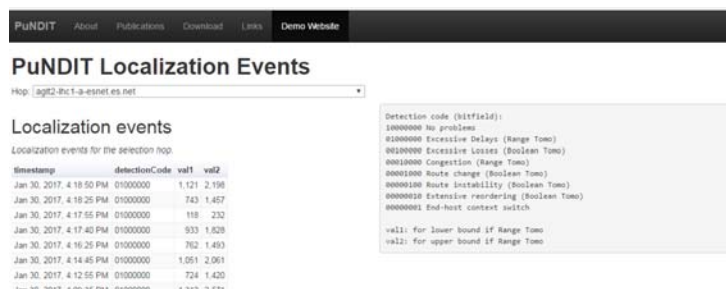 PuNDIT About Publications Download Links Demo Website
PuNDIT Localization Events
Hop: aglt2-lhc1-a-esnet.es.net
Localization events
Localization events for the selection hop.
timestamp detectionCode val1 val2
Jan 30, 2017, 4:18:50 PM 01000000 1,121 2,198
Jan 30, 2017, 4:18:25 PM 01000000 743 1,457
Jan 30, 2017, 4:17:55 PM 01000000 118 232
Jan 30, 2017, 4:17:40 PM 01000000 933 1,828
Jan 30, 2017, 4:16:25 PM 01000000 762 1,493
Jan 30, 2017, 4:14:45 PM 01000000 1,051 2,061
Jan 30, 2017, 4:12:55 PM 01000000 724 1,420
Detection code (bitfield):
10000000 No problems
01000000 Excessive Delays (Range Tomo)
00100000 Excessive Losses (Boolean Tomo)
00010000 Congestion (Range Tomo)
00001000 Route change (Boolean Tomo)
00000100 Route instability (Boolean Tomo)
00000010 Extensive reordering (Boolean Tomo)
00000001 End-host context switch
val1: for lower bound if Range Tomo
val2: for upper bound if Range Tomo